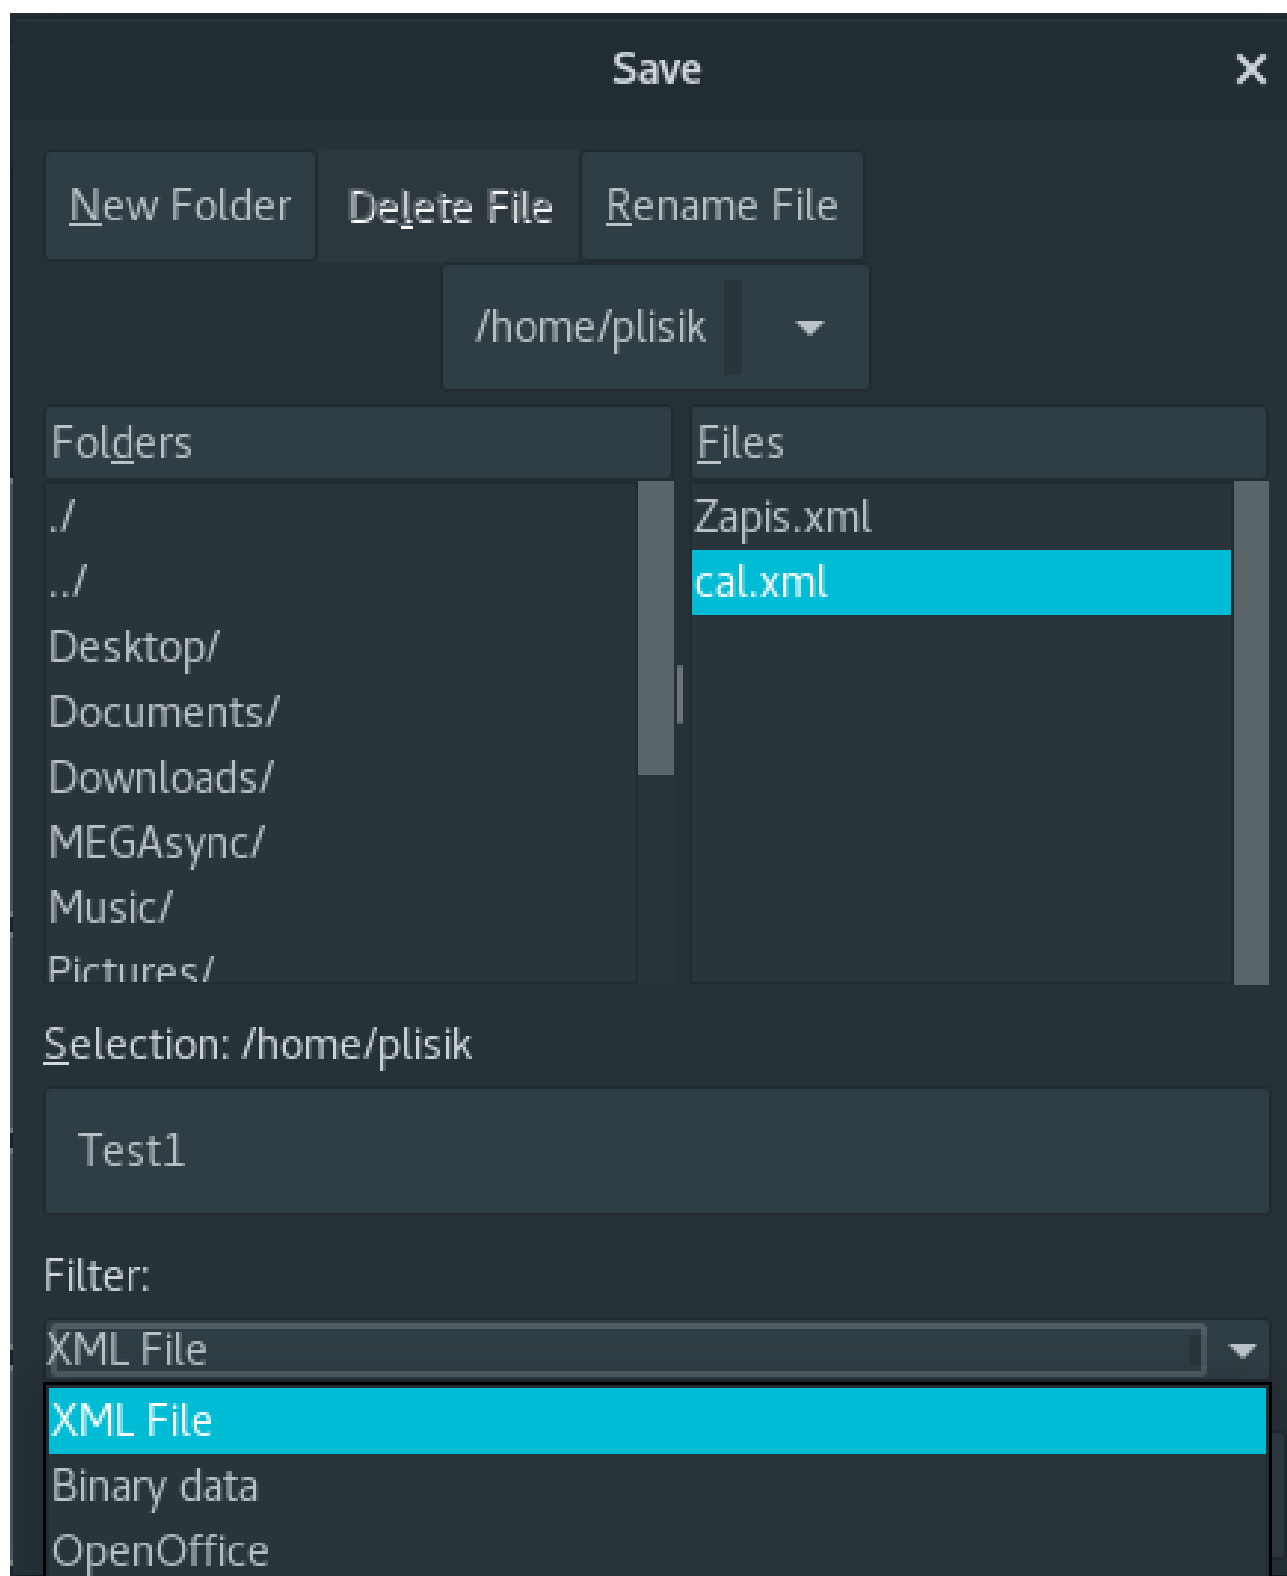 Save
New Folder Delete File Rename File
/home/plisik
Folders
./
../
Desktop/
Documents/
Downloads/
MEGAsync/
Music/
Pictures/
Files
Zapis.xml
cal.xml
Selection: /home/plisik
Test1
Filter:
XML File
XML File
Binary data
OpenOffice